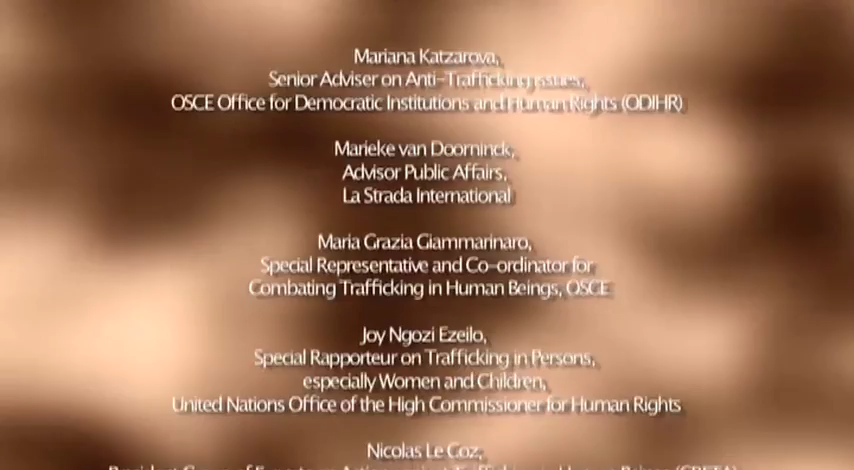 Mariana Katzarova,
Senior Adviser on Anti-Trafficking issues,
OSCE Office for Democratic Institutions and Human Rights (ODIHR)
Marieke van Doorninck,
Advisor Public Affairs,
La Strada International
Maria Grazia Giammarinaro,
Special Representative and Co-ordinator for
Combating Trafficking in Human Beings, OSCE
Joy Ngozi Ezeilo,
Special Rapporteur on Trafficking in Persons,
especially Women and Children,
United Nations Office of the High Commissioner for Human Rights
Nicolas Le Coz,